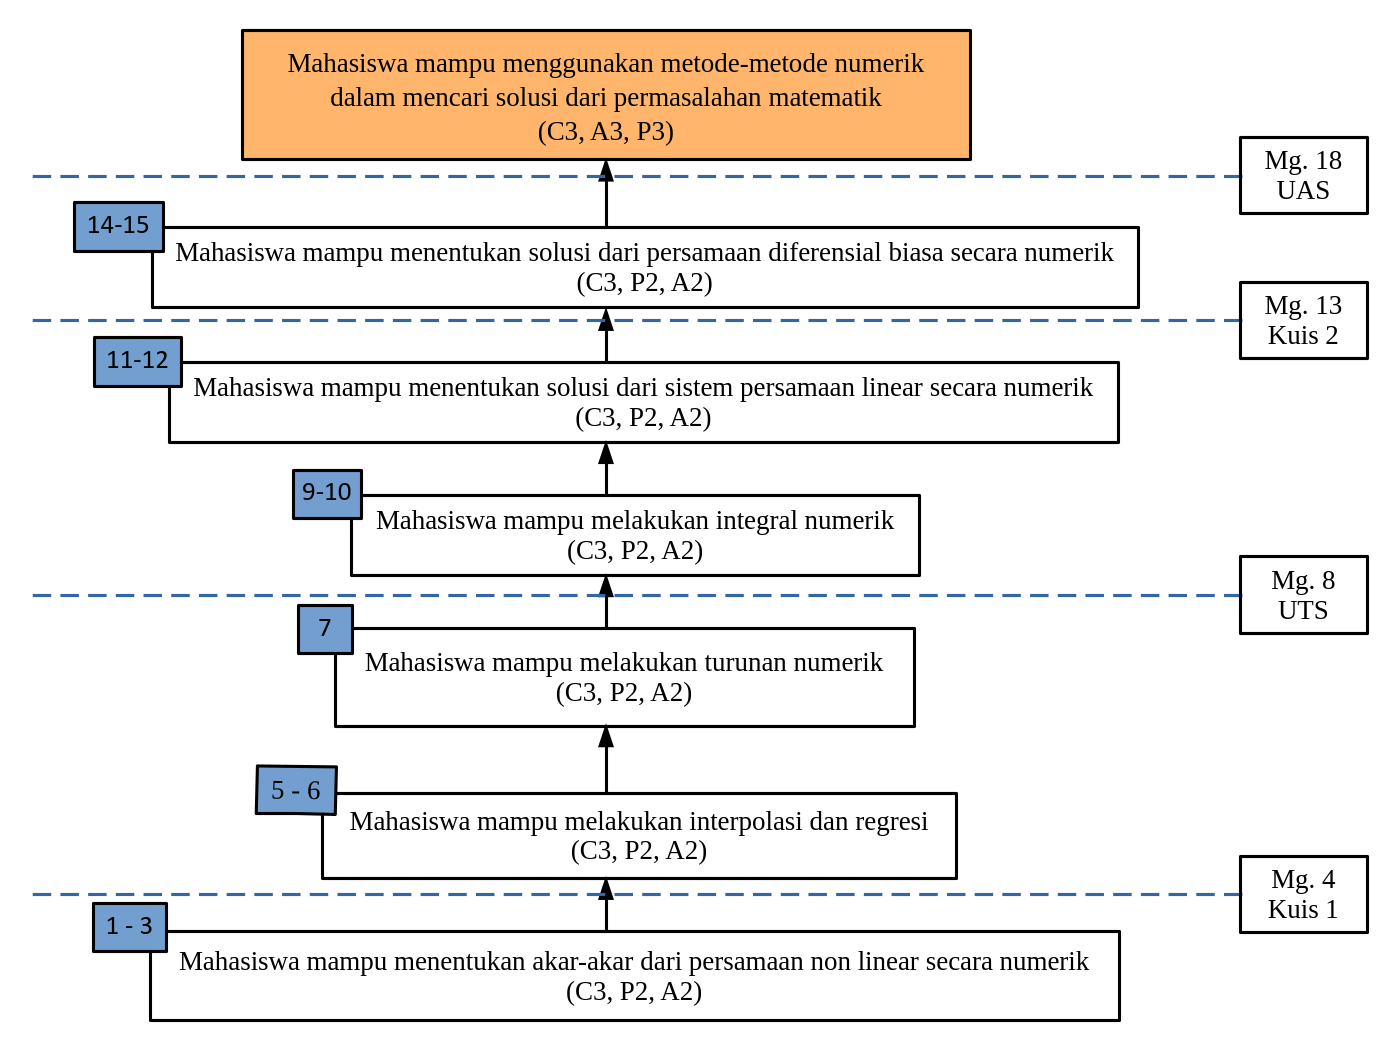 Mahasiswa mampu menggunakan metode-metode numerik
dalam mencari solusi dari permasalahan matematik
(C3, A3, P3)
Mg. 18
UAS
14-15
Mahasiswa mampu menentukan solusi dari persamaan diferensial biasa secara numerik
(C3, P2, A2)
Mg. 13
Kuis 2
11-12
Mahasiswa mampu menentukan solusi dari sistem persamaan linear secara numerik
(C3, P2, A2)
9-10
Mahasiswa mampu melakukan integral numerik
(C3, P2, A2)
Mg. 8
UTS
7
Mahasiswa mampu melakukan turunan numerik
(C3, P2, A2)
5 - 6
Mahasiswa mampu melakukan interpolasi dan regresi
(C3, P2, A2)
Mg. 4
Kuis 1
1 - 3
Mahasiswa mampu menentukan akar-akar dari persamaan non linear secara numerik
(C3, P2, A2)